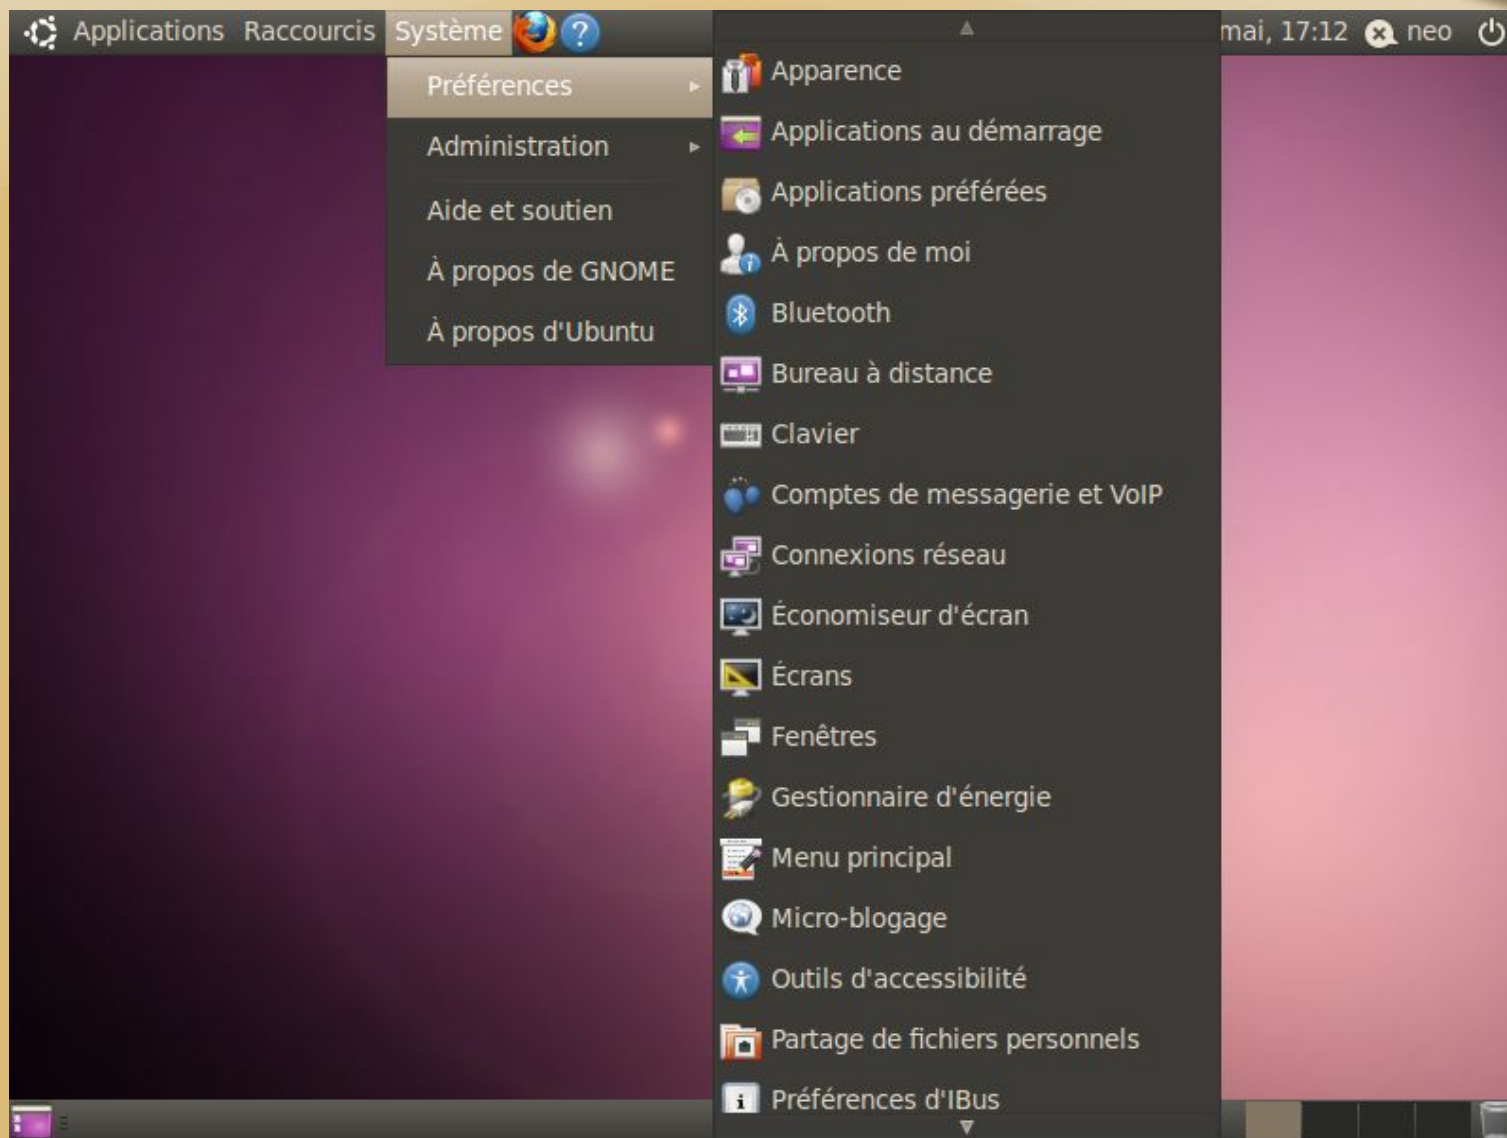 Applications Raccourcis Système mai, 17:12 neo
Préférences
Administration
Aide et soutien
À propos de GNOME
À propos d'Ubuntu
Apparence
Applications au démarrage
Applications préférées
À propos de moi
Bluetooth
Bureau à distance
Clavier
Comptes de messagerie et VoIP
Connexions réseau
Économiseur d'écran
Écrans
Fenêtres
Gestionnaire d'énergie
Menu principal
Micro-blogage
Outils d'accessibilité
Partage de fichiers personnels
Préférences d'IBus